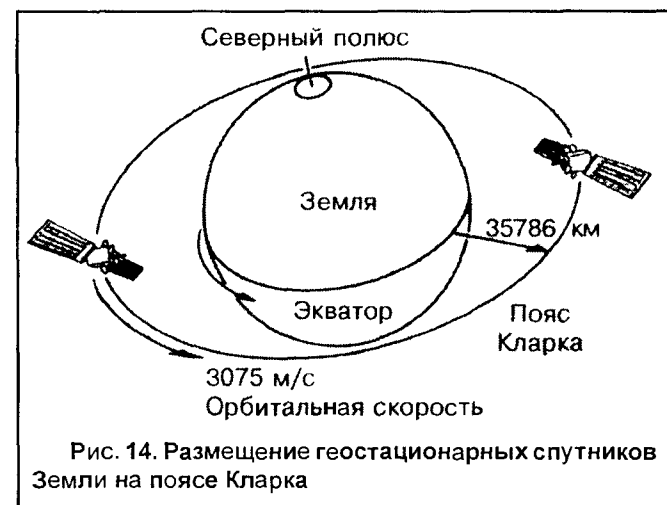 Северный полюс
Земля
35786 км
Экватор
Пояс
Кларка
3075 м/с
Орбитальная скорость
Рис. 14. Размещение геостационарных спутников
Земли на поясе Кларка